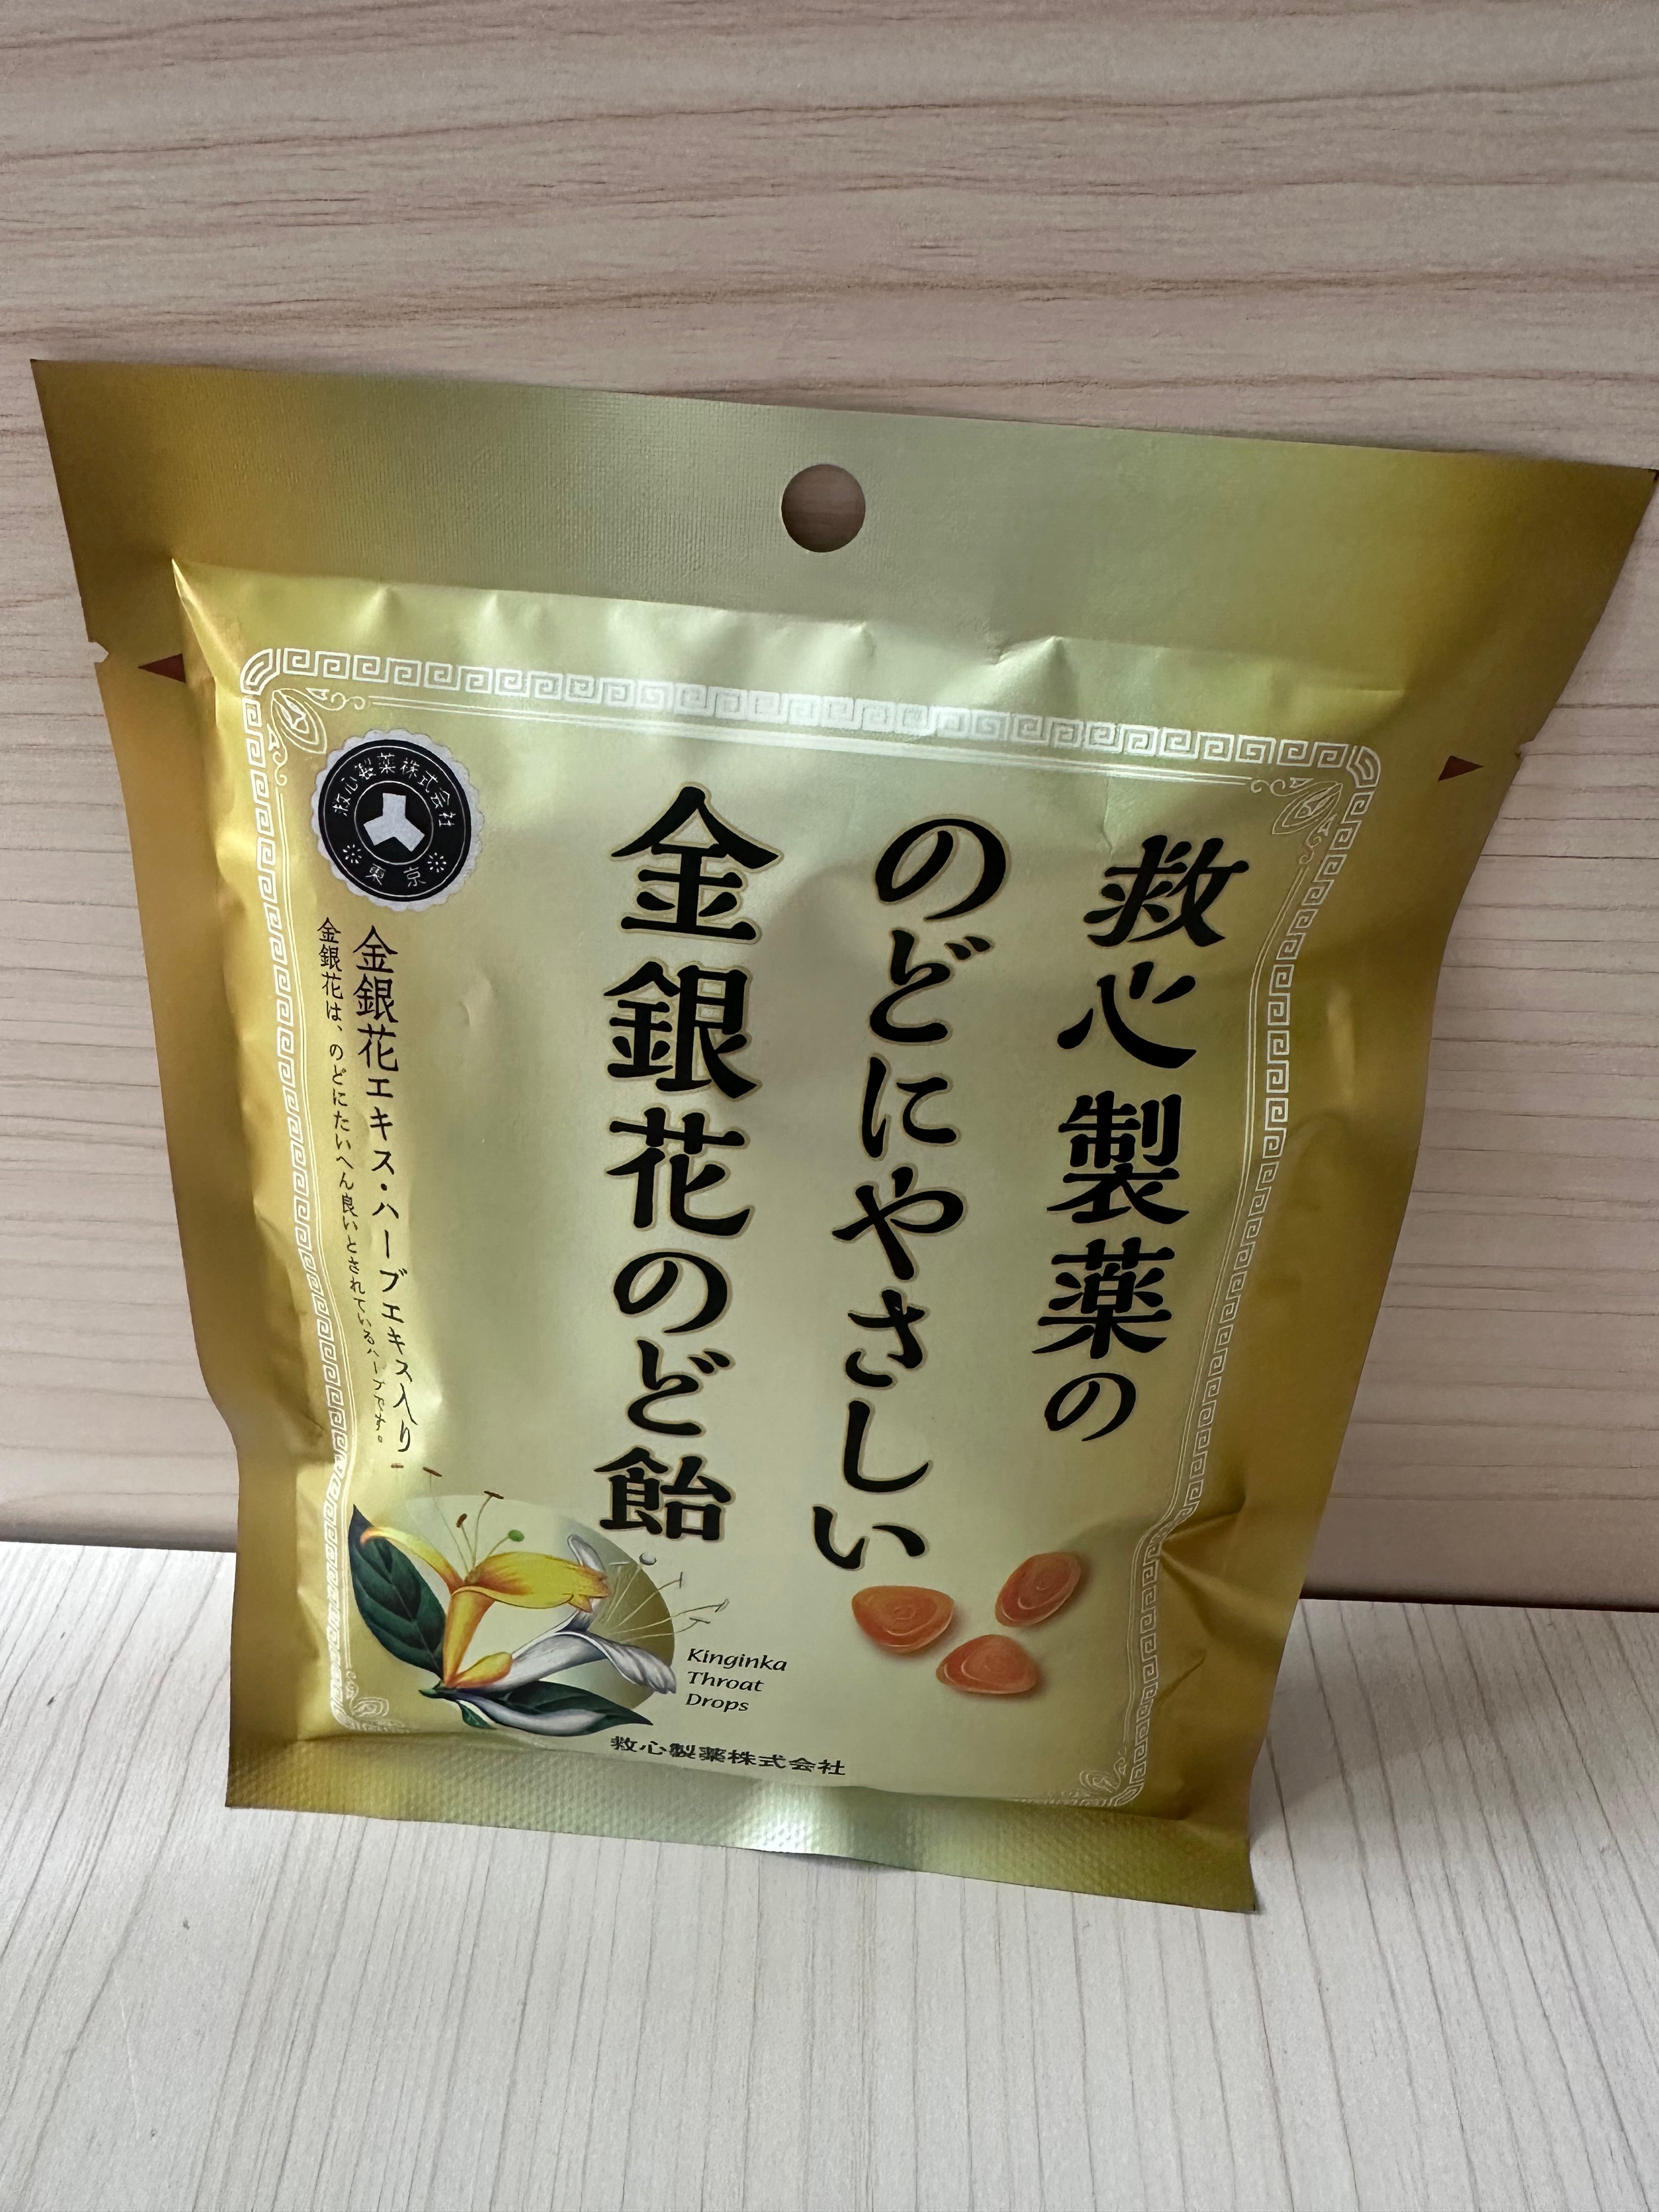 救心製薬の
のどにやさしい
金銀花のど飴
救心製薬株式会社
東京
金銀花エキス・ハーブエキス入り
金銀花は、のどにたいへん良いとされているハーブです。
Kinginka
Throat
Drops
救心製薬株式会社